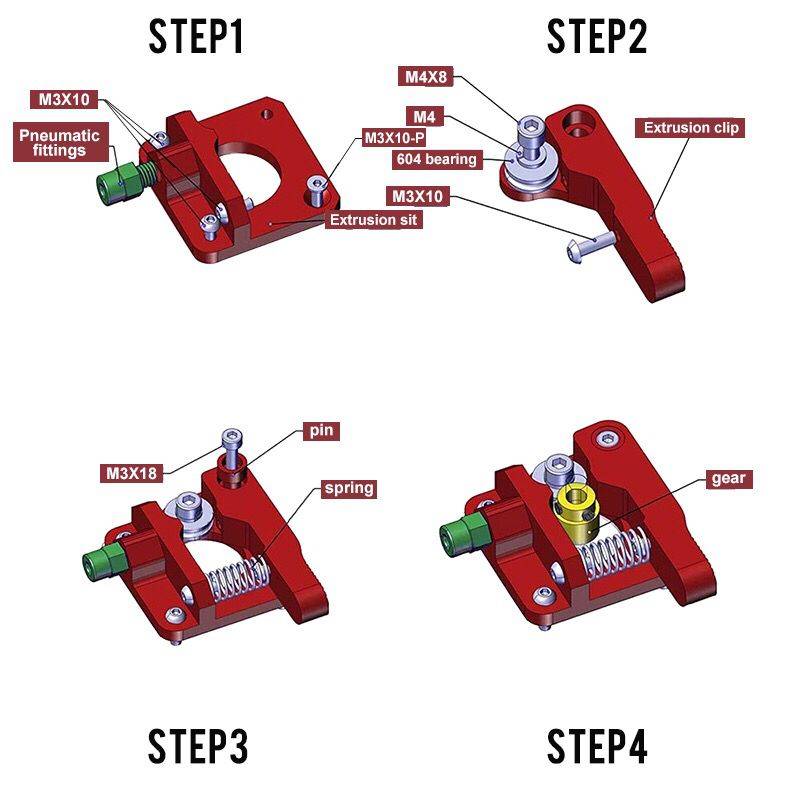 STEP1
M3X10
Pneumatic
fittings
M3X10-P
Extrusion sit
STEP2
M4X8
M4
604 bearing
M3X10
Extrusion clip
pin
M3X18
spring
STEP3
gear
STEP4